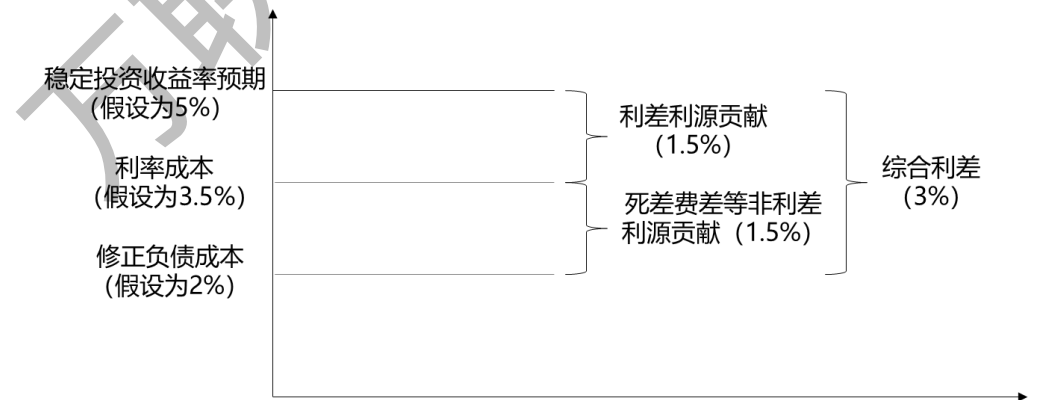 万联
稳定投资收益率预期
（假设为5%）
利差利源贡献
（1.5%）
利率成本
（假设为3.5%）
综合利差
（3%）
死差费差等非利差
利源贡献（1.5%）
修正负债成本
（假设为2%）